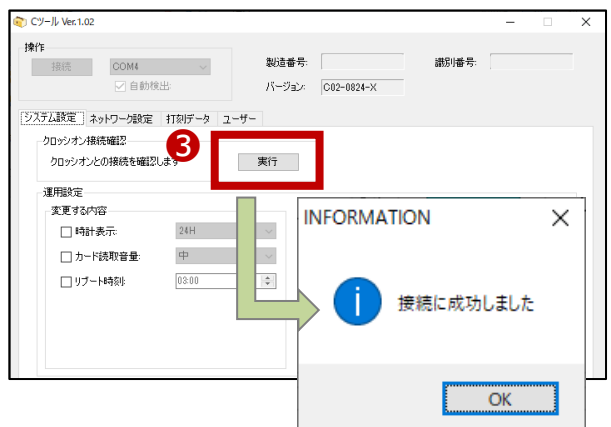 Cツール Ver.1.02
操作
接続 COM4
自動検出:
製造番号:
識別番号:
バージョン: C02-0824-X
システム設定 ネットワーク設定 打刻データ ユーザー
クロッシオン接続確認
クロッシオンとの接続を確認します
3
実行
運用設定
変更する内容
時計表示: 24H
カード読取音量: 中
リブート時刻: 03:00
INFORMATION
接続に成功しました
OK